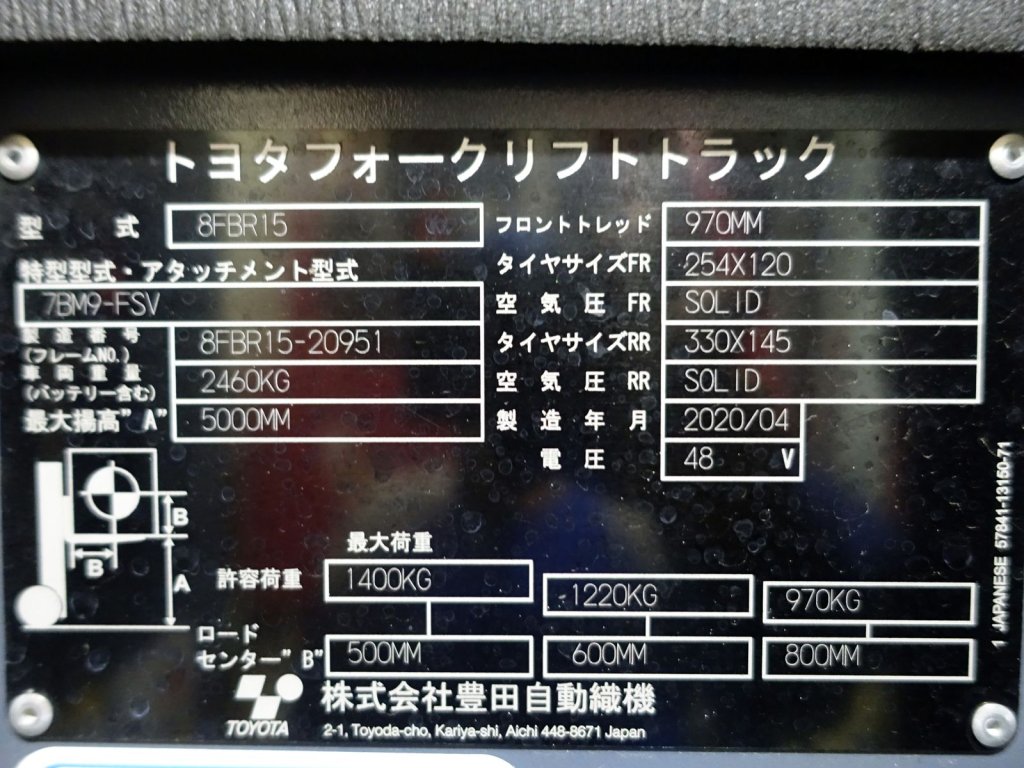 トヨタフォークリフトトラック
型 式 8FBR15
特型型式・アタッチメント型式
7BM9-FSV
製造番号
(フレームNO.) 8FBR15-20951
車両重量
(バッテリー含む) 2460KG
最大揚高"A" 5000MM
フロントトレッド 970MM
タイヤサイズFR 254X120
空気圧 FR SOLID
タイヤサイズRR 330X145
空気圧 RR SOLID
製造年月 2020/04
電圧 48 V
B
B
A
最大荷重
許容荷重 1400KG 1220KG 970KG
ロード
センター"B" 500MM 600MM 800MM
TOYOTA
株式会社豊田自動織機
2-1, Toyoda-cho, Kariya-shi, Aichi 448-8671 Japan
1 JAPANESE 57841-13150-71